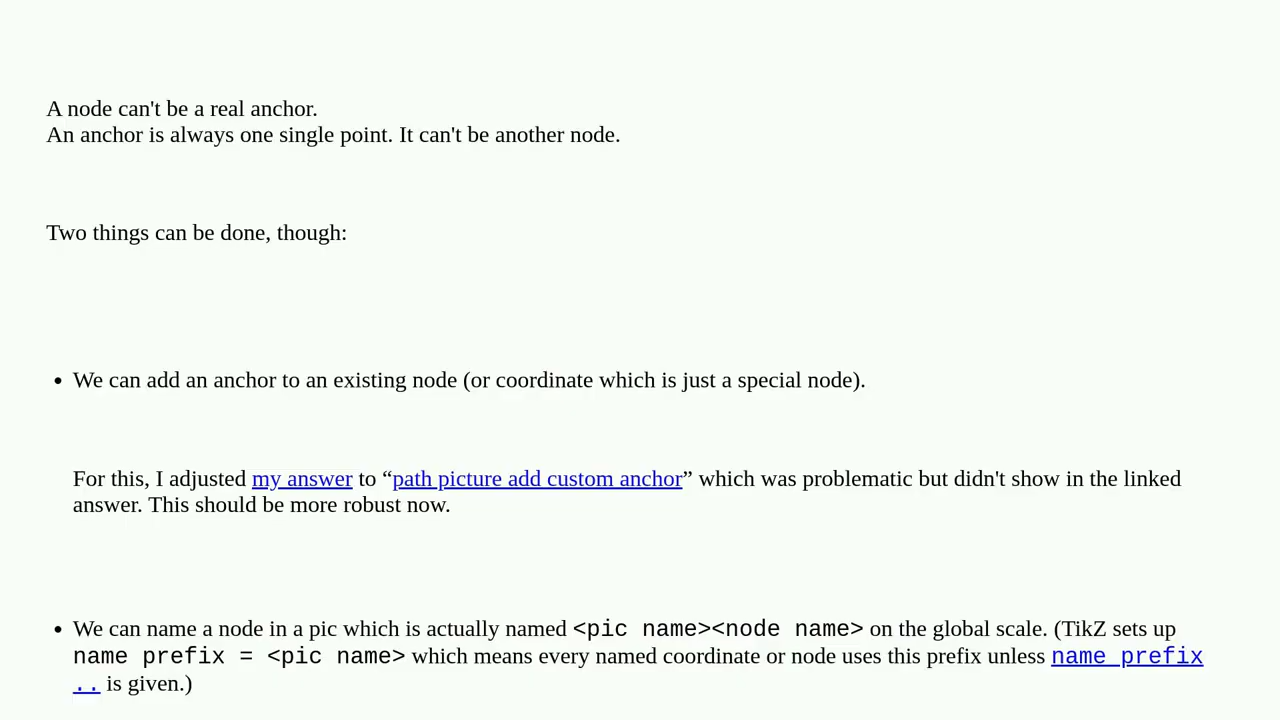 A node can't be a real anchor.
An anchor is always one single point. It can't be another node.
Two things can be done, though:
• We can add an anchor to an existing node (or coordinate which is just a special node).
For this, I adjusted my answer to “path picture add custom anchor” which was problematic but didn't show in the linked
answer. This should be more robust now.
• We can name a node in a pic which is actually named <pic name><node name> on the global scale. (TikZ sets up
name prefix = <pic name> which means every named coordinate or node uses this prefix unless name prefix
.. is given.)